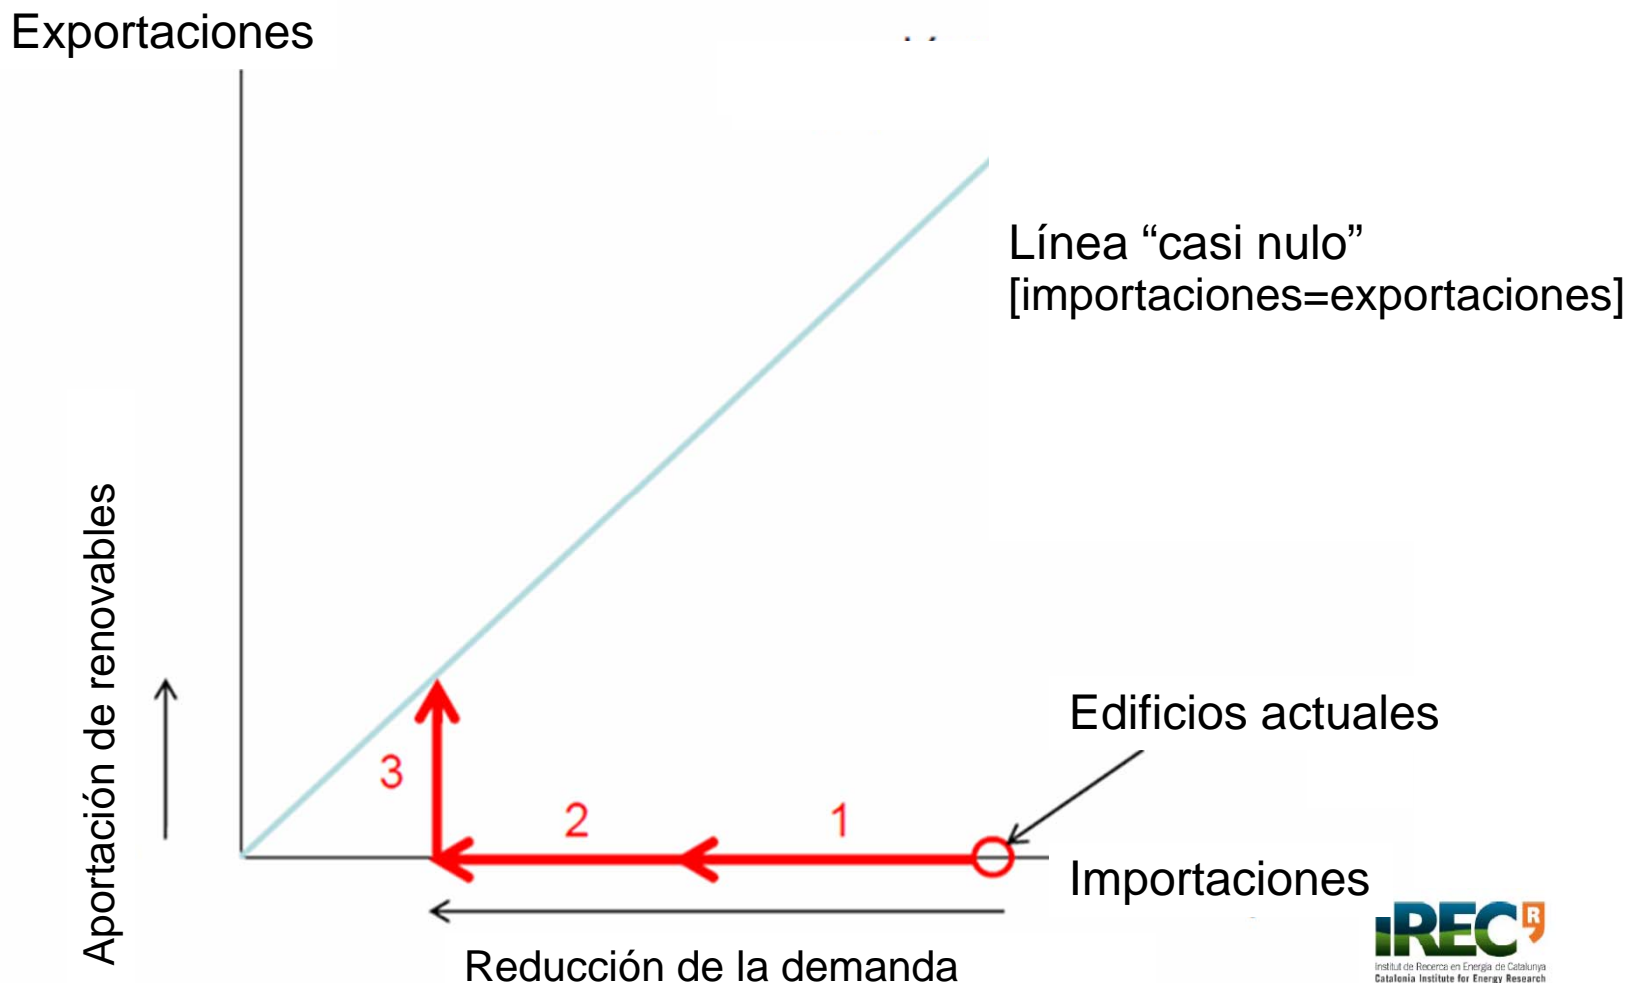 Exportaciones
Línea “casi nulo”
[importaciones=exportaciones]
Aportación de renovables
Edificios actuales
3
2
1
Importaciones
Reducción de la demanda
iREC
R
Institut de Recerca en Energia de Catalunya
Catalonia Institute for Energy Research